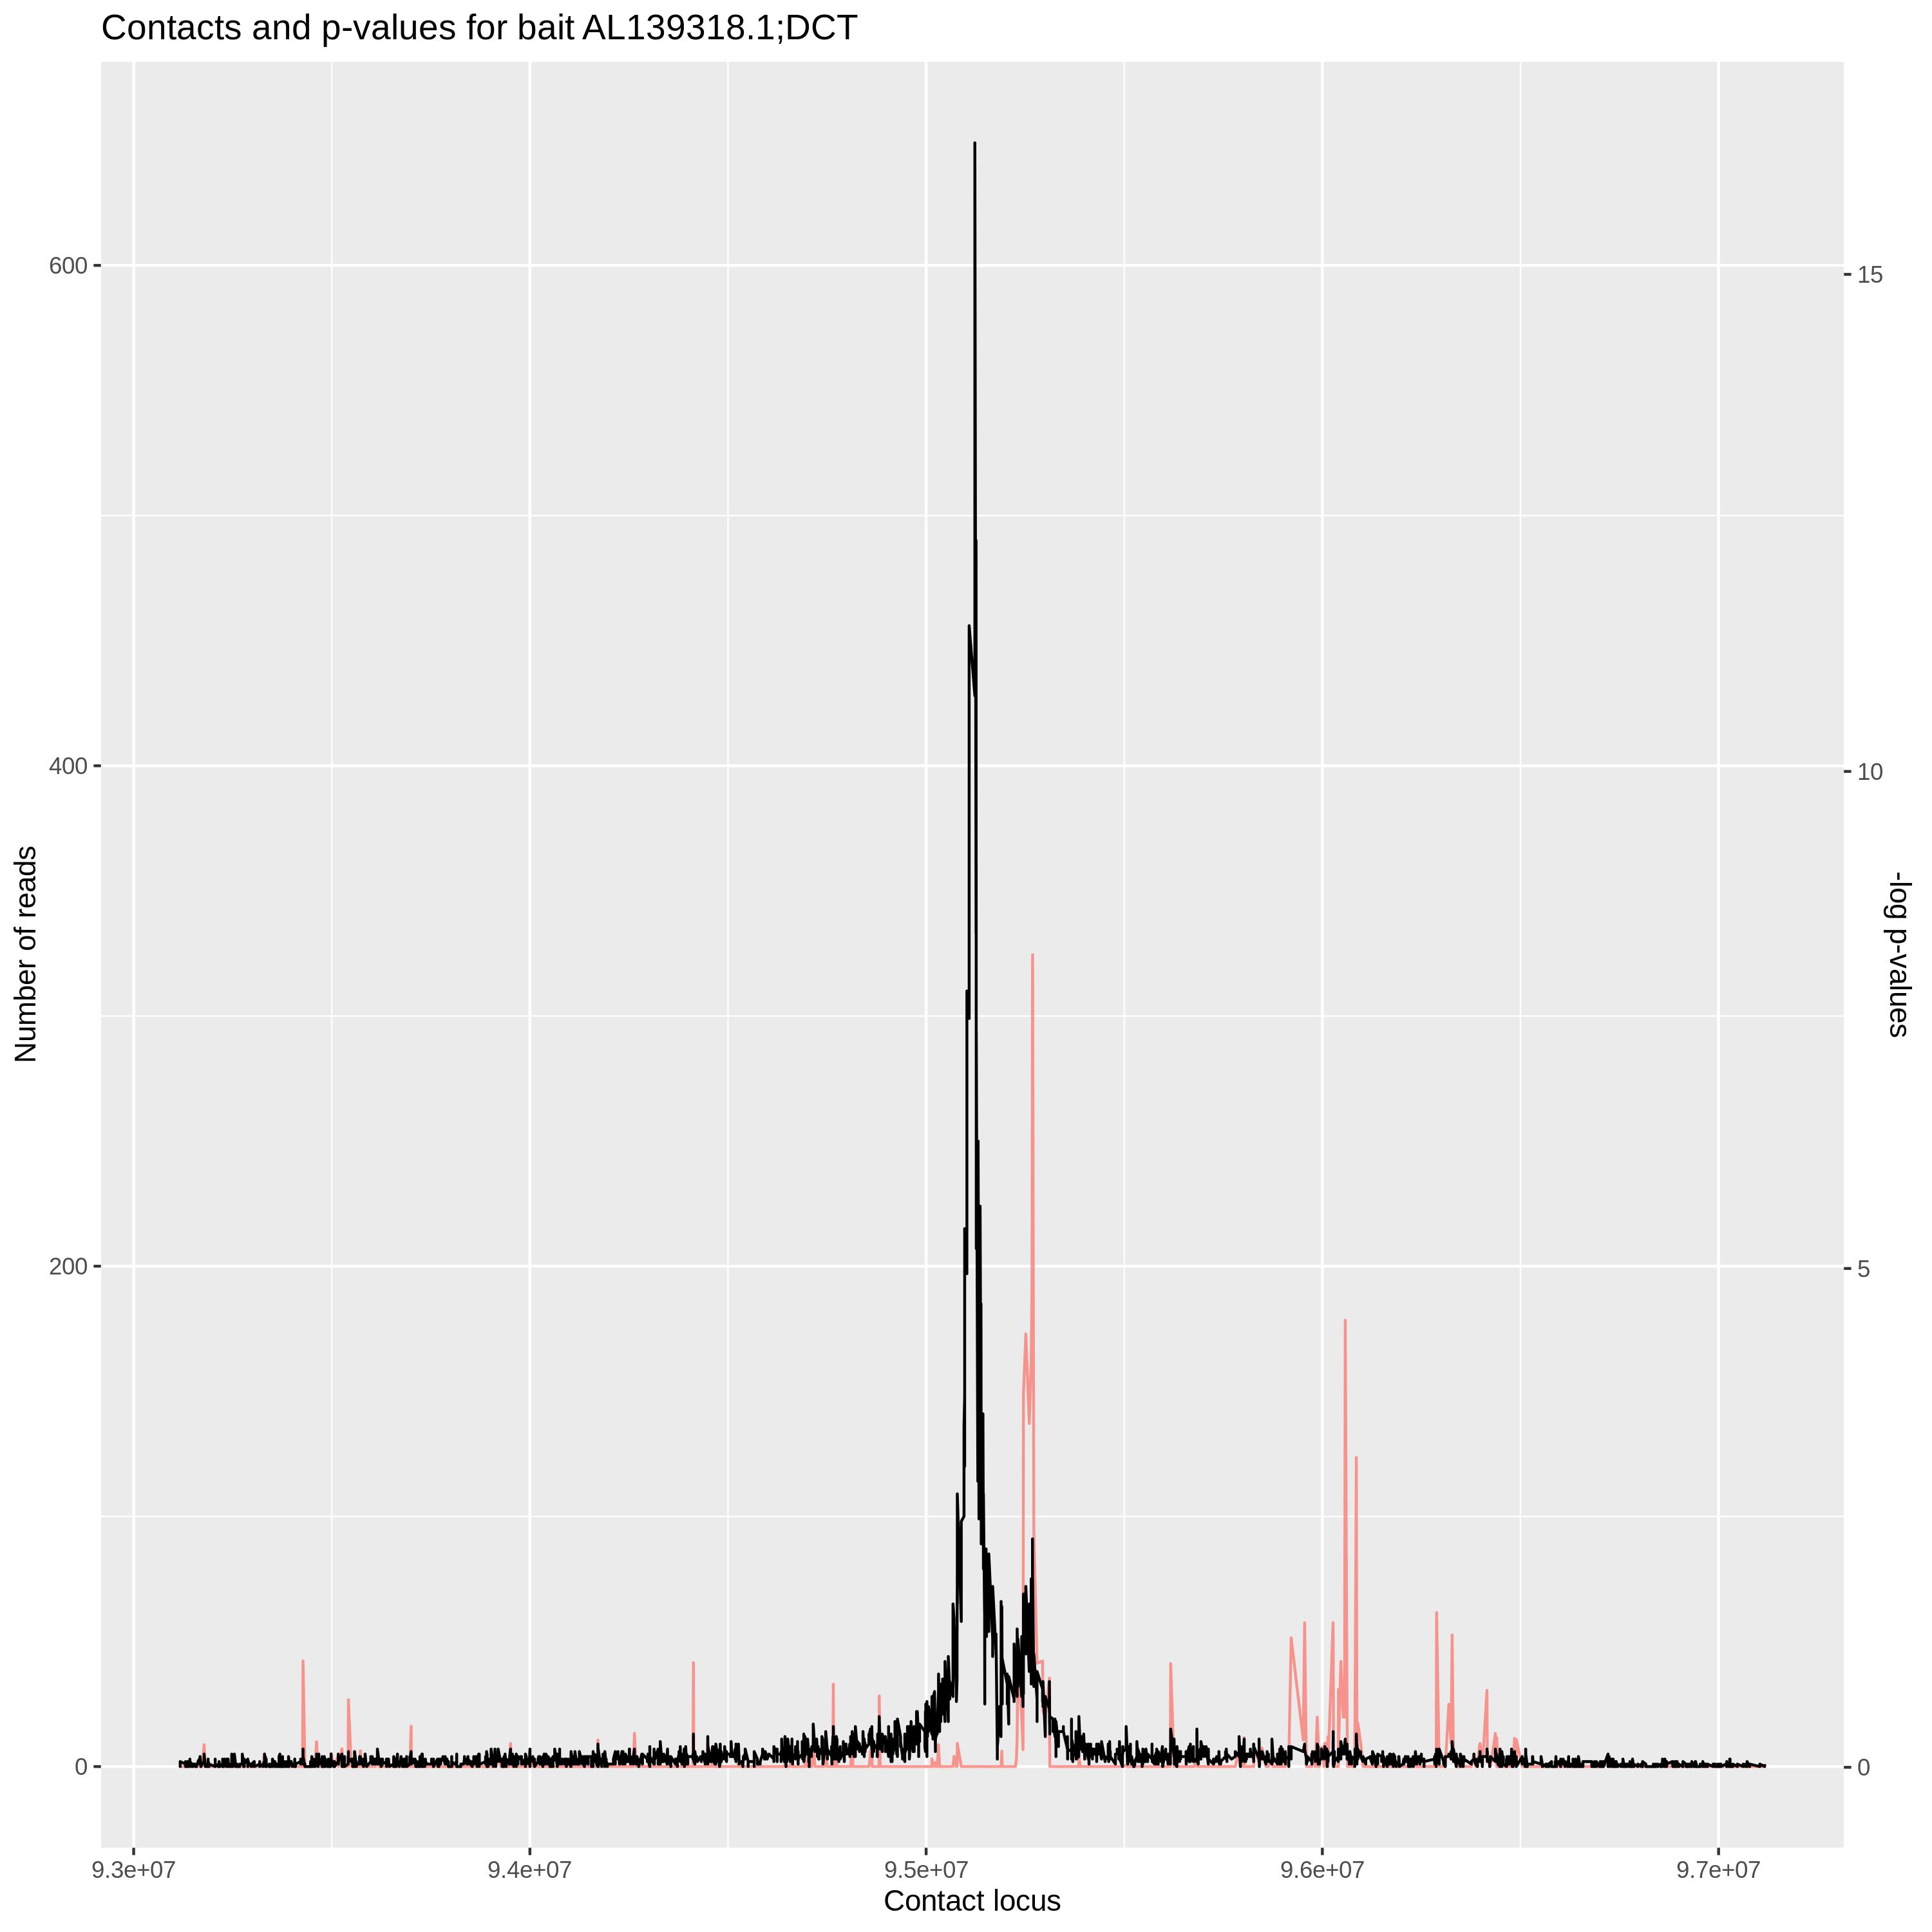 Contacts and p-values for bait AL139318.1;DCT
600
400
200
0
15
10
5
0
Number of reads
-log p-values
9.3e+07 9.4e+07 9.5e+07 9.6e+07 9.7e+07
Contact locus